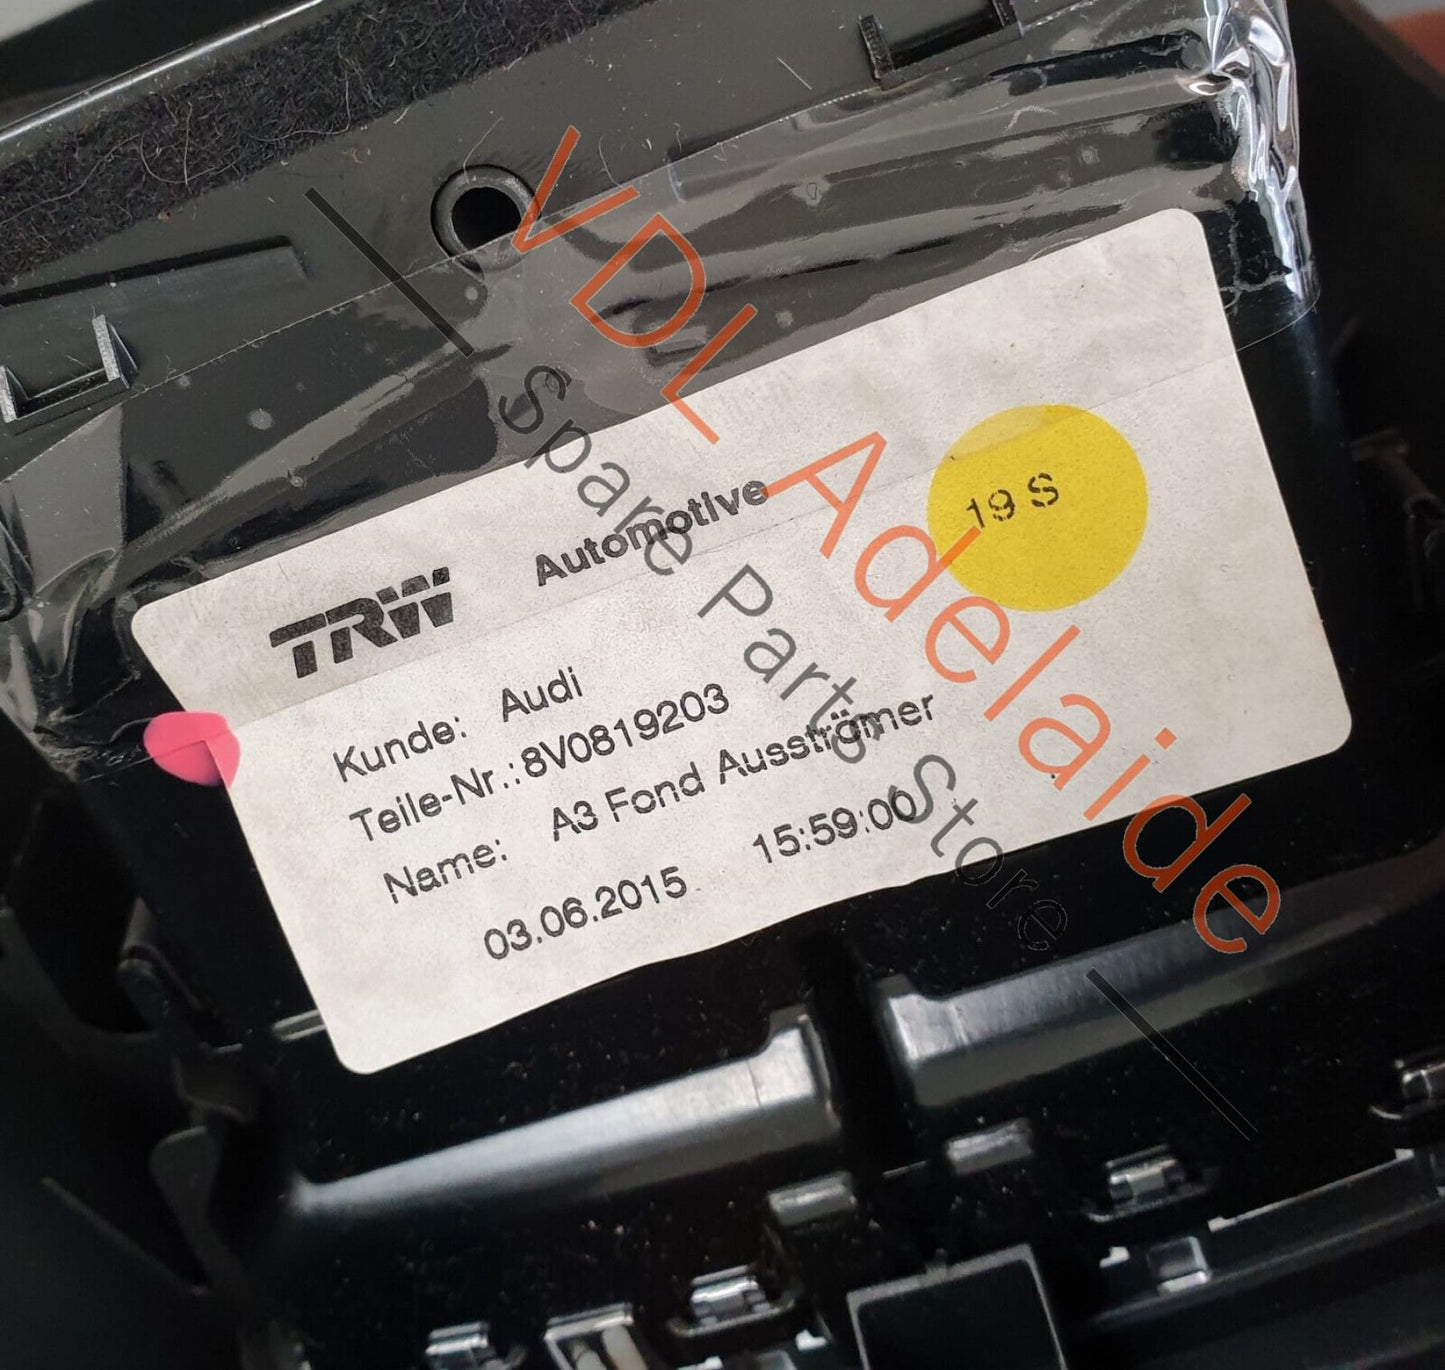 TRW Automotive
19 S
Kunde: Audi
Teile-Nr.:8V0819203
Name: A3 Fond Ausströmer
03.06.2015 15:59:00
VDL Adelaide
Spare Parts Store